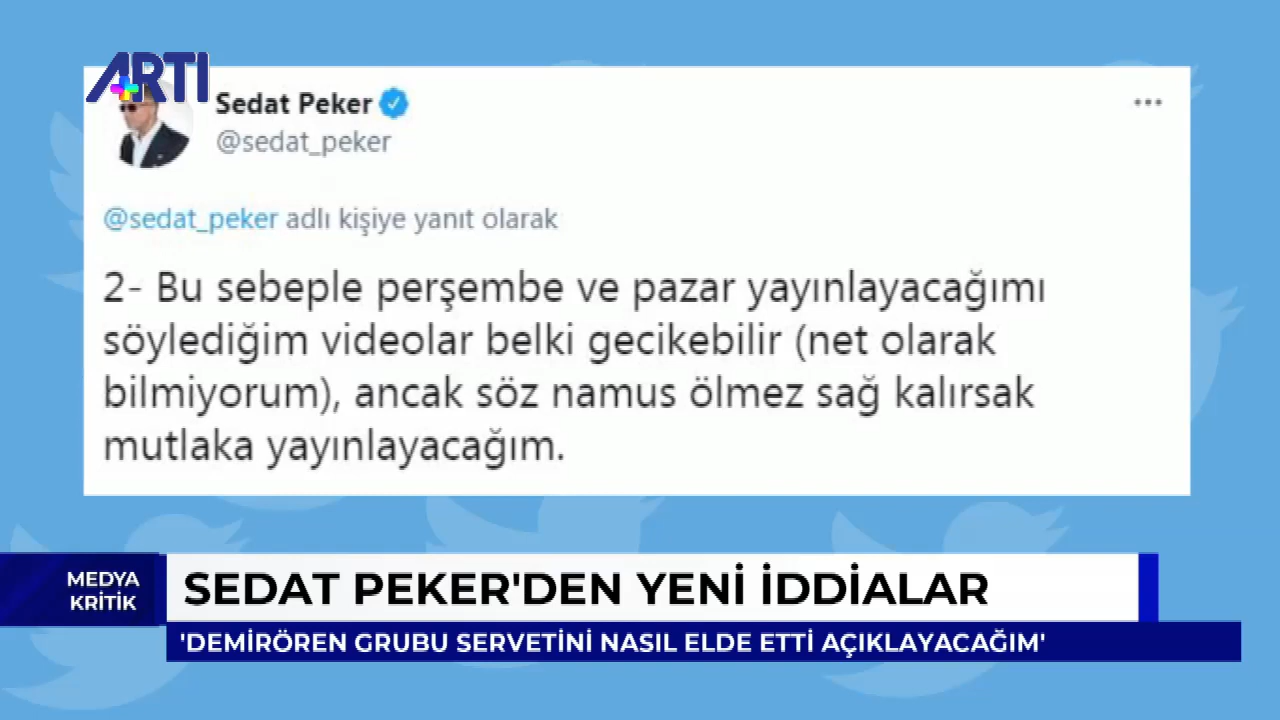 ARTI
Sedat Peker
@sedat_peker
@sedat_peker adlı kişiye yanıt olarak
2- Bu sebeple perşembe ve pazar yayınlayacağımı
söylediğim videolar belki gecikebilir (net olarak
bilmiyorum), ancak söz namus ölmez sağ kalırsak
mutlaka yayınlayacağım.
MEDYA
KRİTİK
SEDAT PEKER'DEN YENİ İDDİALAR
'DEMİRÖREN GRUBU SERVETİNİ NASIL ELDE ETTİ AÇIKLAYACAĞIM'